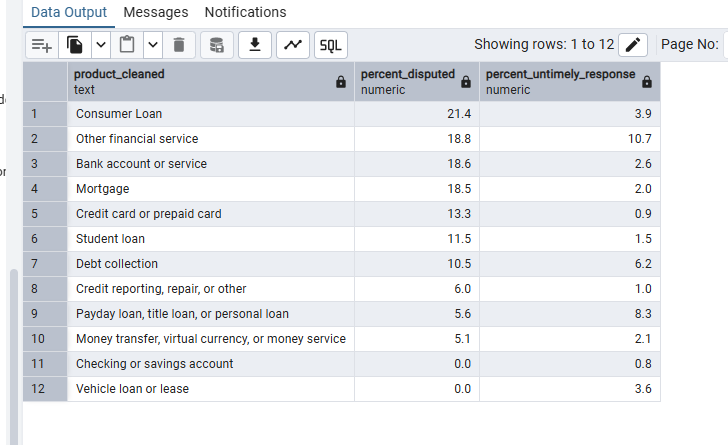 Data Output Messages Notifications
SQL Showing rows: 1 to 12 Page No:
product_cleaned percent_disputed percent_untimely_response
text numeric numeric
1 Consumer Loan 21.4 3.9
2 Other financial service 18.8 10.7
3 Bank account or service 18.6 2.6
4 Mortgage 18.5 2.0
5 Credit card or prepaid card 13.3 0.9
6 Student loan 11.5 1.5
7 Debt collection 10.5 6.2
8 Credit reporting, repair, or other 6.0 1.0
9 Payday loan, title loan, or personal loan 5.6 8.3
10 Money transfer, virtual currency, or money service 5.1 2.1
11 Checking or savings account 0.0 0.8
12 Vehicle loan or lease 0.0 3.6